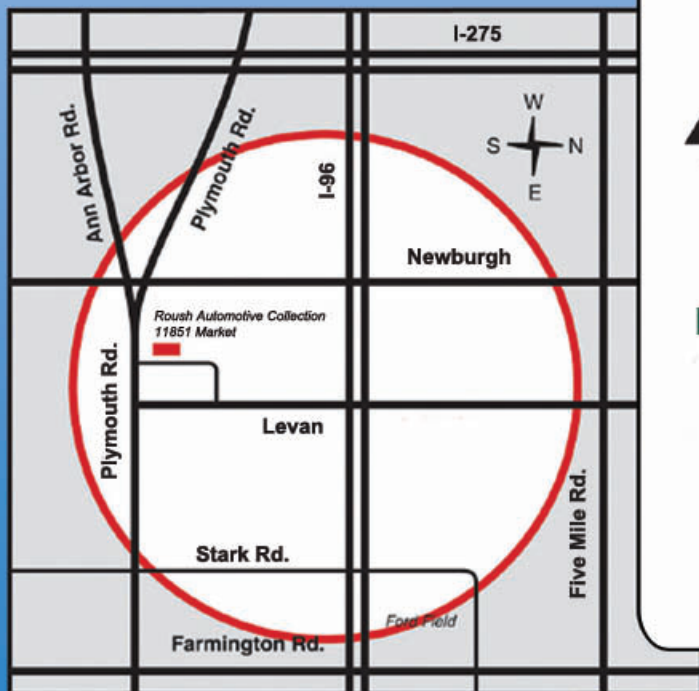 I-275
W
S N
E
Ann Arbor Rd.
Plymouth Rd.
I-96
Newburgh
Roush Automotive Collection
11851 Market
Plymouth Rd.
Levan
Five Mile Rd.
Stark Rd.
Ford Field
Farmington Rd.